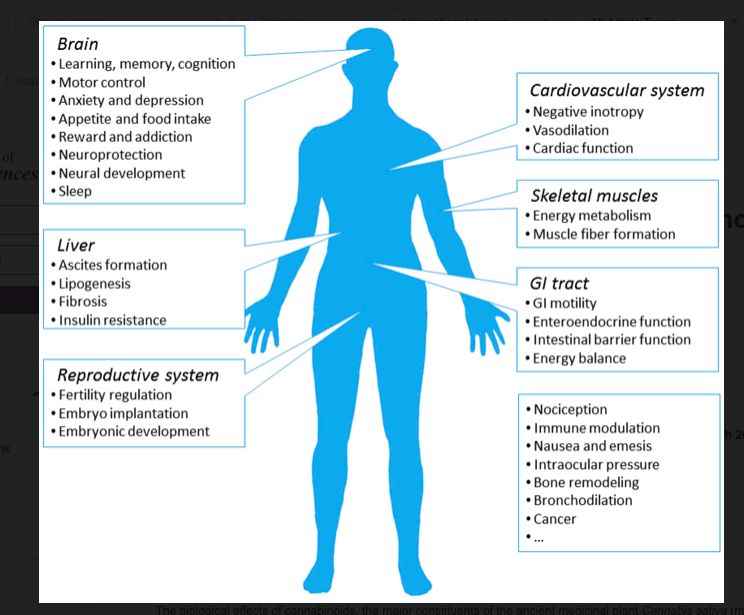 Brain
• Learning, memory, cognition
• Motor control
• Anxiety and depression
• Appetite and food intake
• Reward and addiction
• Neuroprotection
• Neural development
• Sleep
Liver
• Ascites formation
• Lipogenesis
• Fibrosis
• Insulin resistance
Reproductive system
• Fertility regulation
• Embryo implantation
• Embryonic development
Cardiovascular system
• Negative inotropy
• Vasodilation
• Cardiac function
Skeletal muscles
• Energy metabolism
• Muscle fiber formation
GI tract
• GI motility
• Enteroendocrine function
• Intestinal barrier function
• Energy balance
• Nociception
• Immune modulation
• Nausea and emesis
• Intraocular pressure
• Bone remodeling
• Bronchodilation
• Cancer
• ...
The biological effects of cannabinoids, the major constituents of the ancient medicinal plant Cannabis sativa